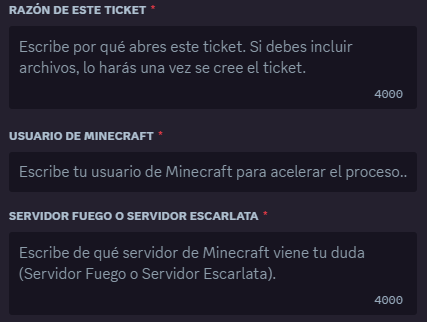 RAZÓN DE ESTE TICKET *
Escribe por qué abres este ticket. Si debes incluir
archivos, lo harás una vez se cree el ticket.
4000
USUARIO DE MINECRAFT *
Escribe tu usuario de Minecraft para acelerar el proceso..
SERVIDOR FUEGO O SERVIDOR ESCARLATA *
Escribe de qué servidor de Minecraft viene tu duda
(Servidor Fuego o Servidor Escarlata).
4000